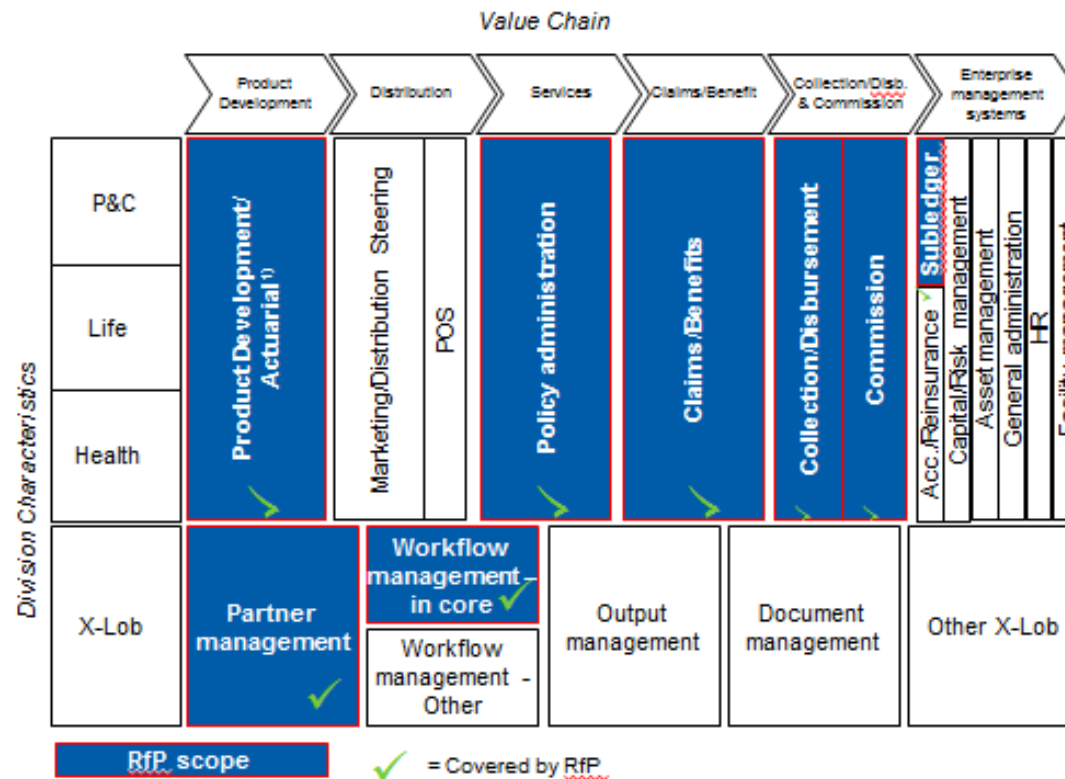 Value Chain
Product
Development
Distribution
Services
Claims/Benefit
Collection/Disb.
& Commission
Enterprise
management
systems
Division Characteristics
P&C
Life
Health
X-Lob
Product Development/
Actuarial¹⁾
Marketing/Distribution Steering
POS
Policy administration
Claims/Benefits
Collection/Disbursement
Commission
Subledger
Acc./Reinsurance
Capital/Risk management
Asset management
General administration
HR
Facility management
Partner
management
Workflow
management –
in core
Workflow
management -
Other
Output
management
Document
management
Other X-Lob
RfP scope
= Covered by RfP